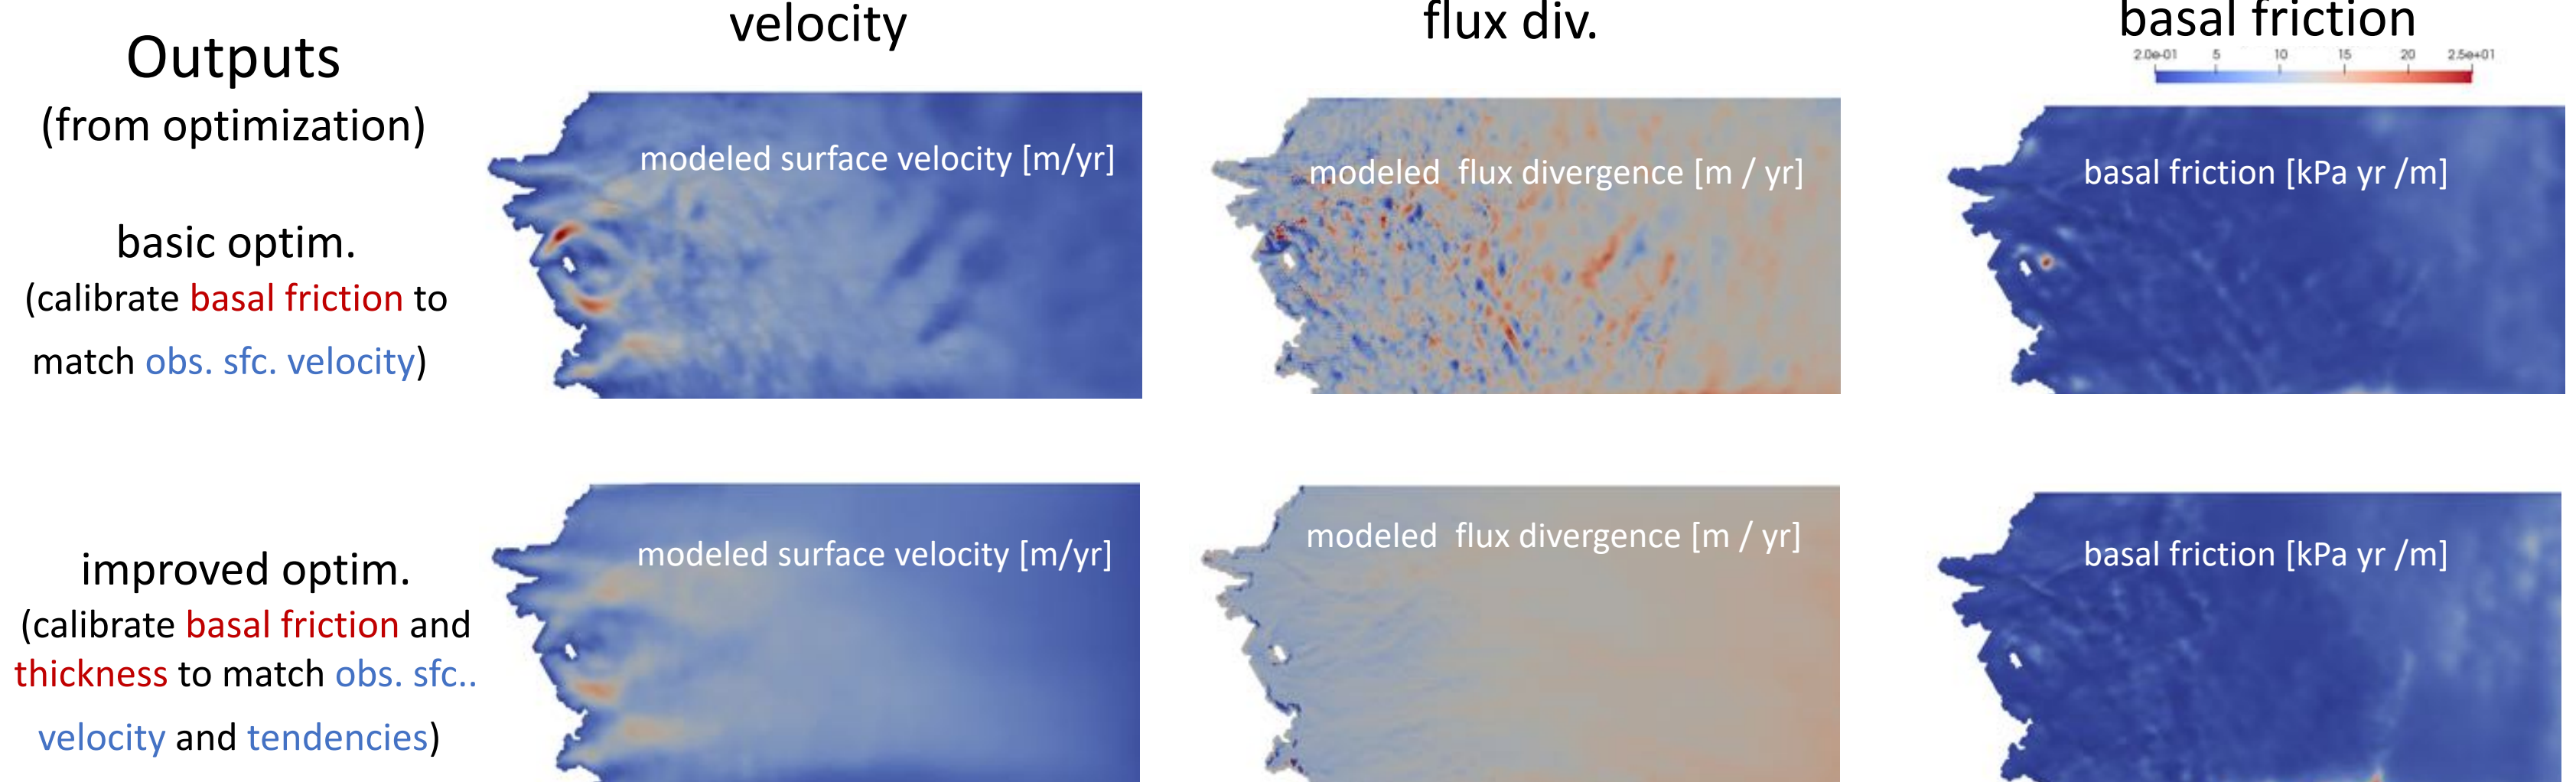 velocity
flux div.
basal friction
2.0e-01 5 10 15 20 2.5e+01
Outputs
(from optimization)
basic optim.
(calibrate basal friction to
match obs. sfc. velocity)
modeled surface velocity [m/yr]
modeled flux divergence [m / yr]
basal friction [kPa yr /m]
improved optim.
(calibrate basal friction and
thickness to match obs. sfc..
velocity and tendencies)
modeled surface velocity [m/yr]
modeled flux divergence [m / yr]
basal friction [kPa yr /m]